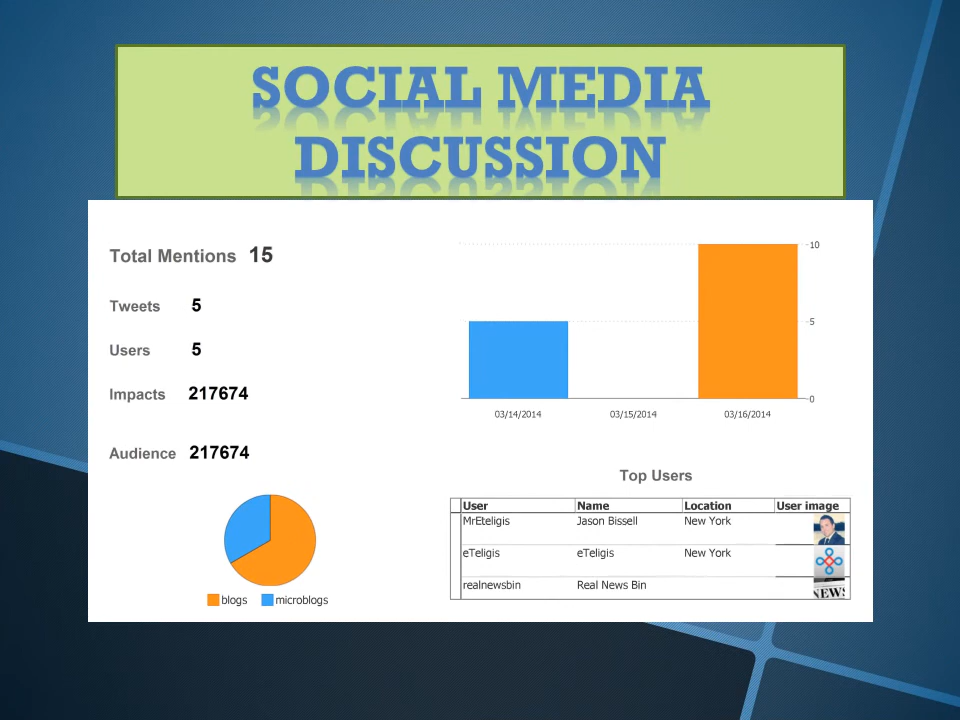 SOCIAL MEDIA
DISCUSSION
Total Mentions 15
Tweets 5
Users 5
Impacts 217674
Audience 217674
blogs microblogs
10
5
0
03/14/2014 03/15/2014 03/16/2014
Top Users
User Name Location User image
MrEteligis Jason Bissell New York
eTeligis eTeligis New York
realnewsbin Real News Bin
NEWS